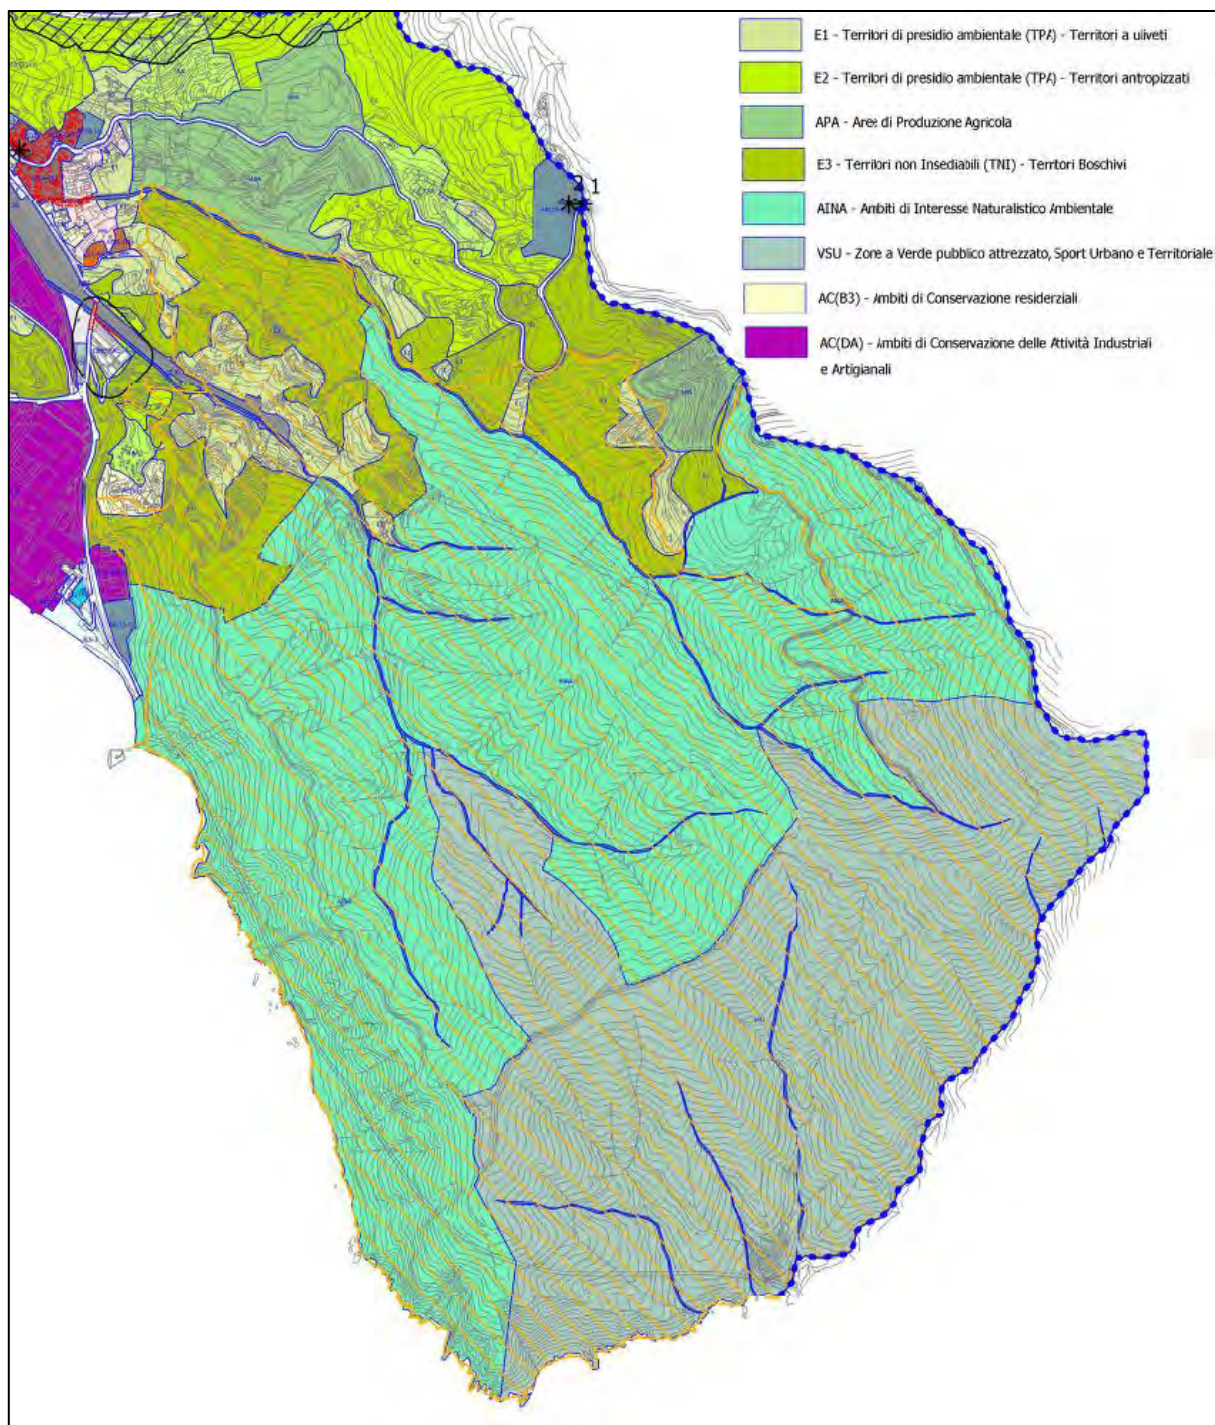 E1 - Territori di presidio ambientale (TPA) - Territori a uliveti
E2 - Territori di presidio ambientale (TPA) - Territori antropizzati
APA - Aree di Produzione Agricola
E3 - Territori non Insediabili (TNI) - Territori Boschivi
AINA - Ambiti di Interesse Naturalistico Ambientale
VSU - Zone a Verde pubblico attrezzato, Sport Urbano e Territoriale
AC(B3) - Ambiti di Conservazione residenziali
AC(DA) - Ambiti di Conservazione delle Attività Industriali
e Artigianali
2 1